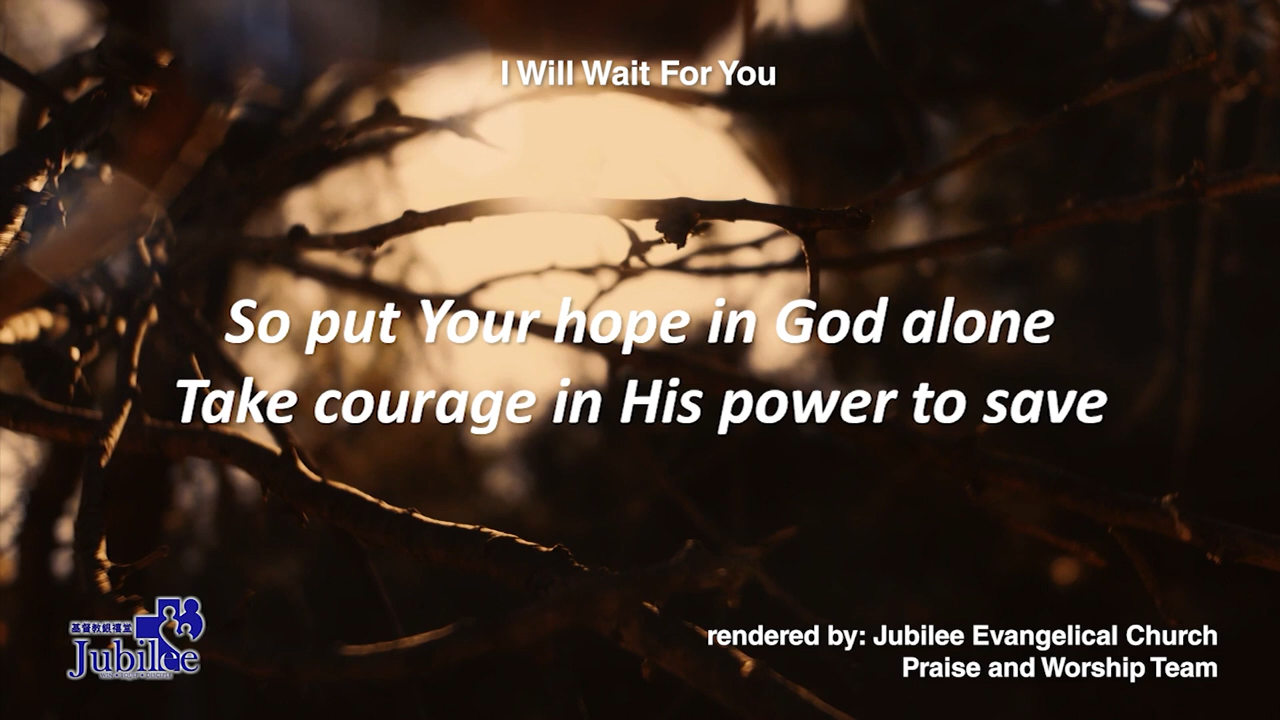 I Will Wait For You
So put Your hope in God alone
Take courage in His power to save
基督教銀禧堂
Jubilee
rendered by: Jubilee Evangelical Church
Praise and Worship Team